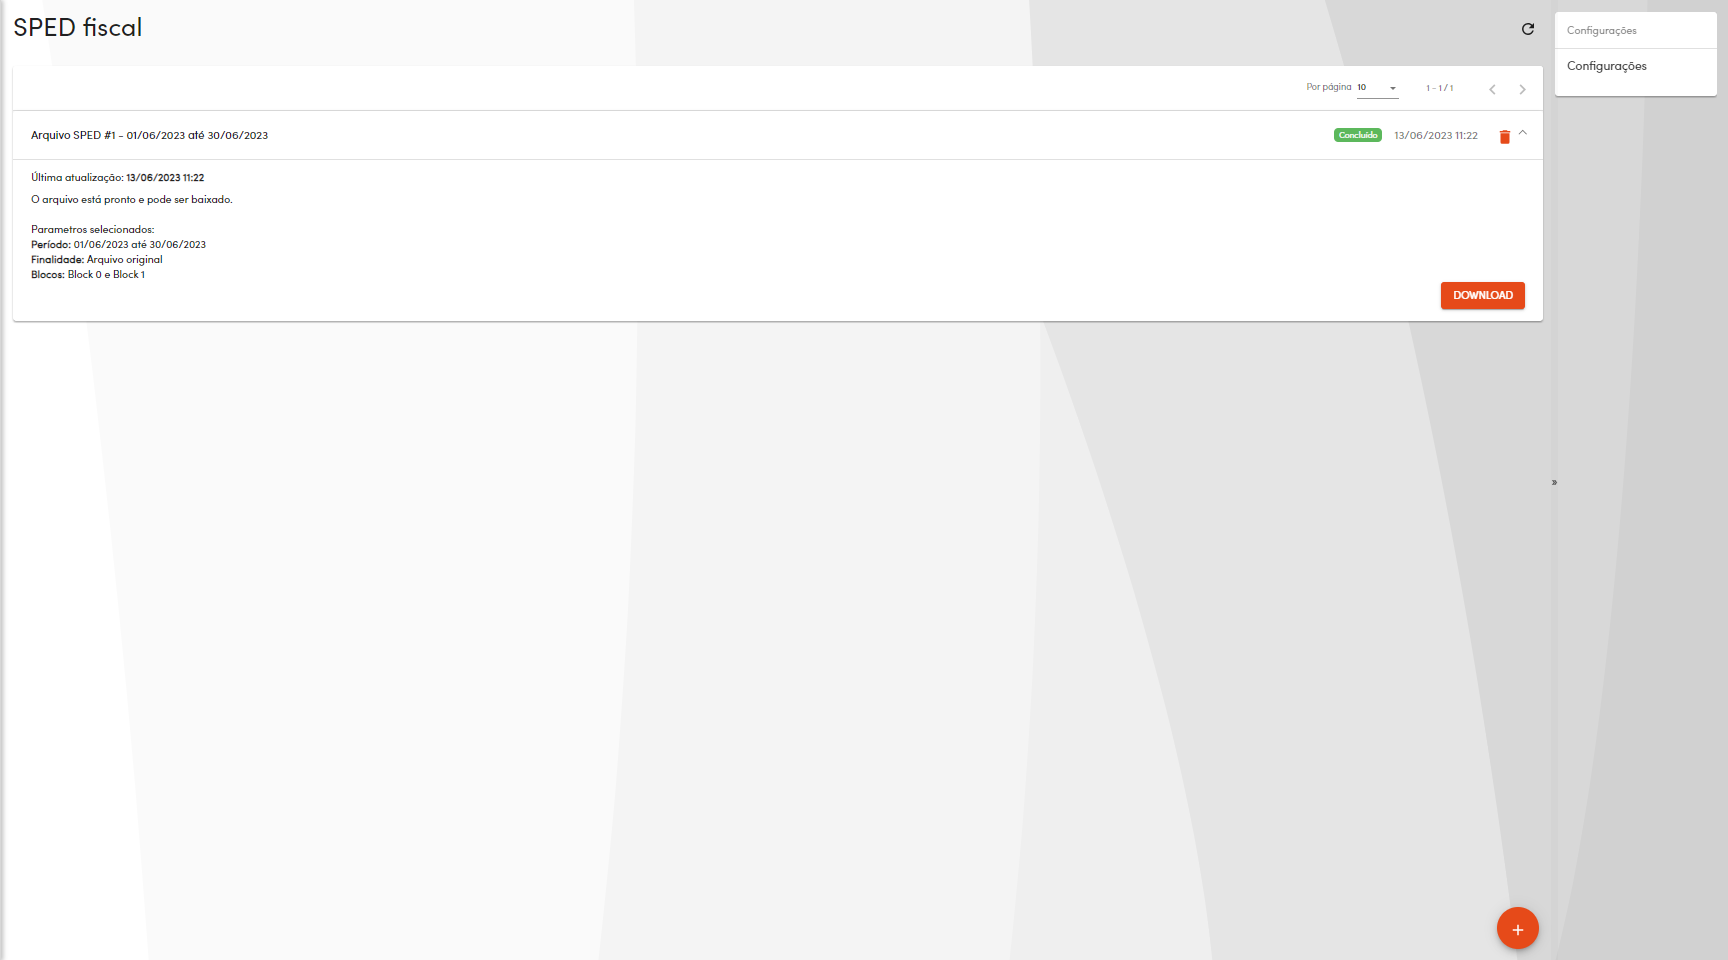 SPED fiscal
Configurações
Configurações
Por página 10 1 - 1 / 1
Arquivo SPED #1 - 01/06/2023 até 30/06/2023 Concluído 13/06/2023 11:22
Última atualização: 13/06/2023 11:22
O arquivo está pronto e pode ser baixado.
Parametros selecionados:
Período: 01/06/2023 até 30/06/2023
Finalidade: Arquivo original
Blocos: Block 0 e Block 1
DOWNLOAD
»
+